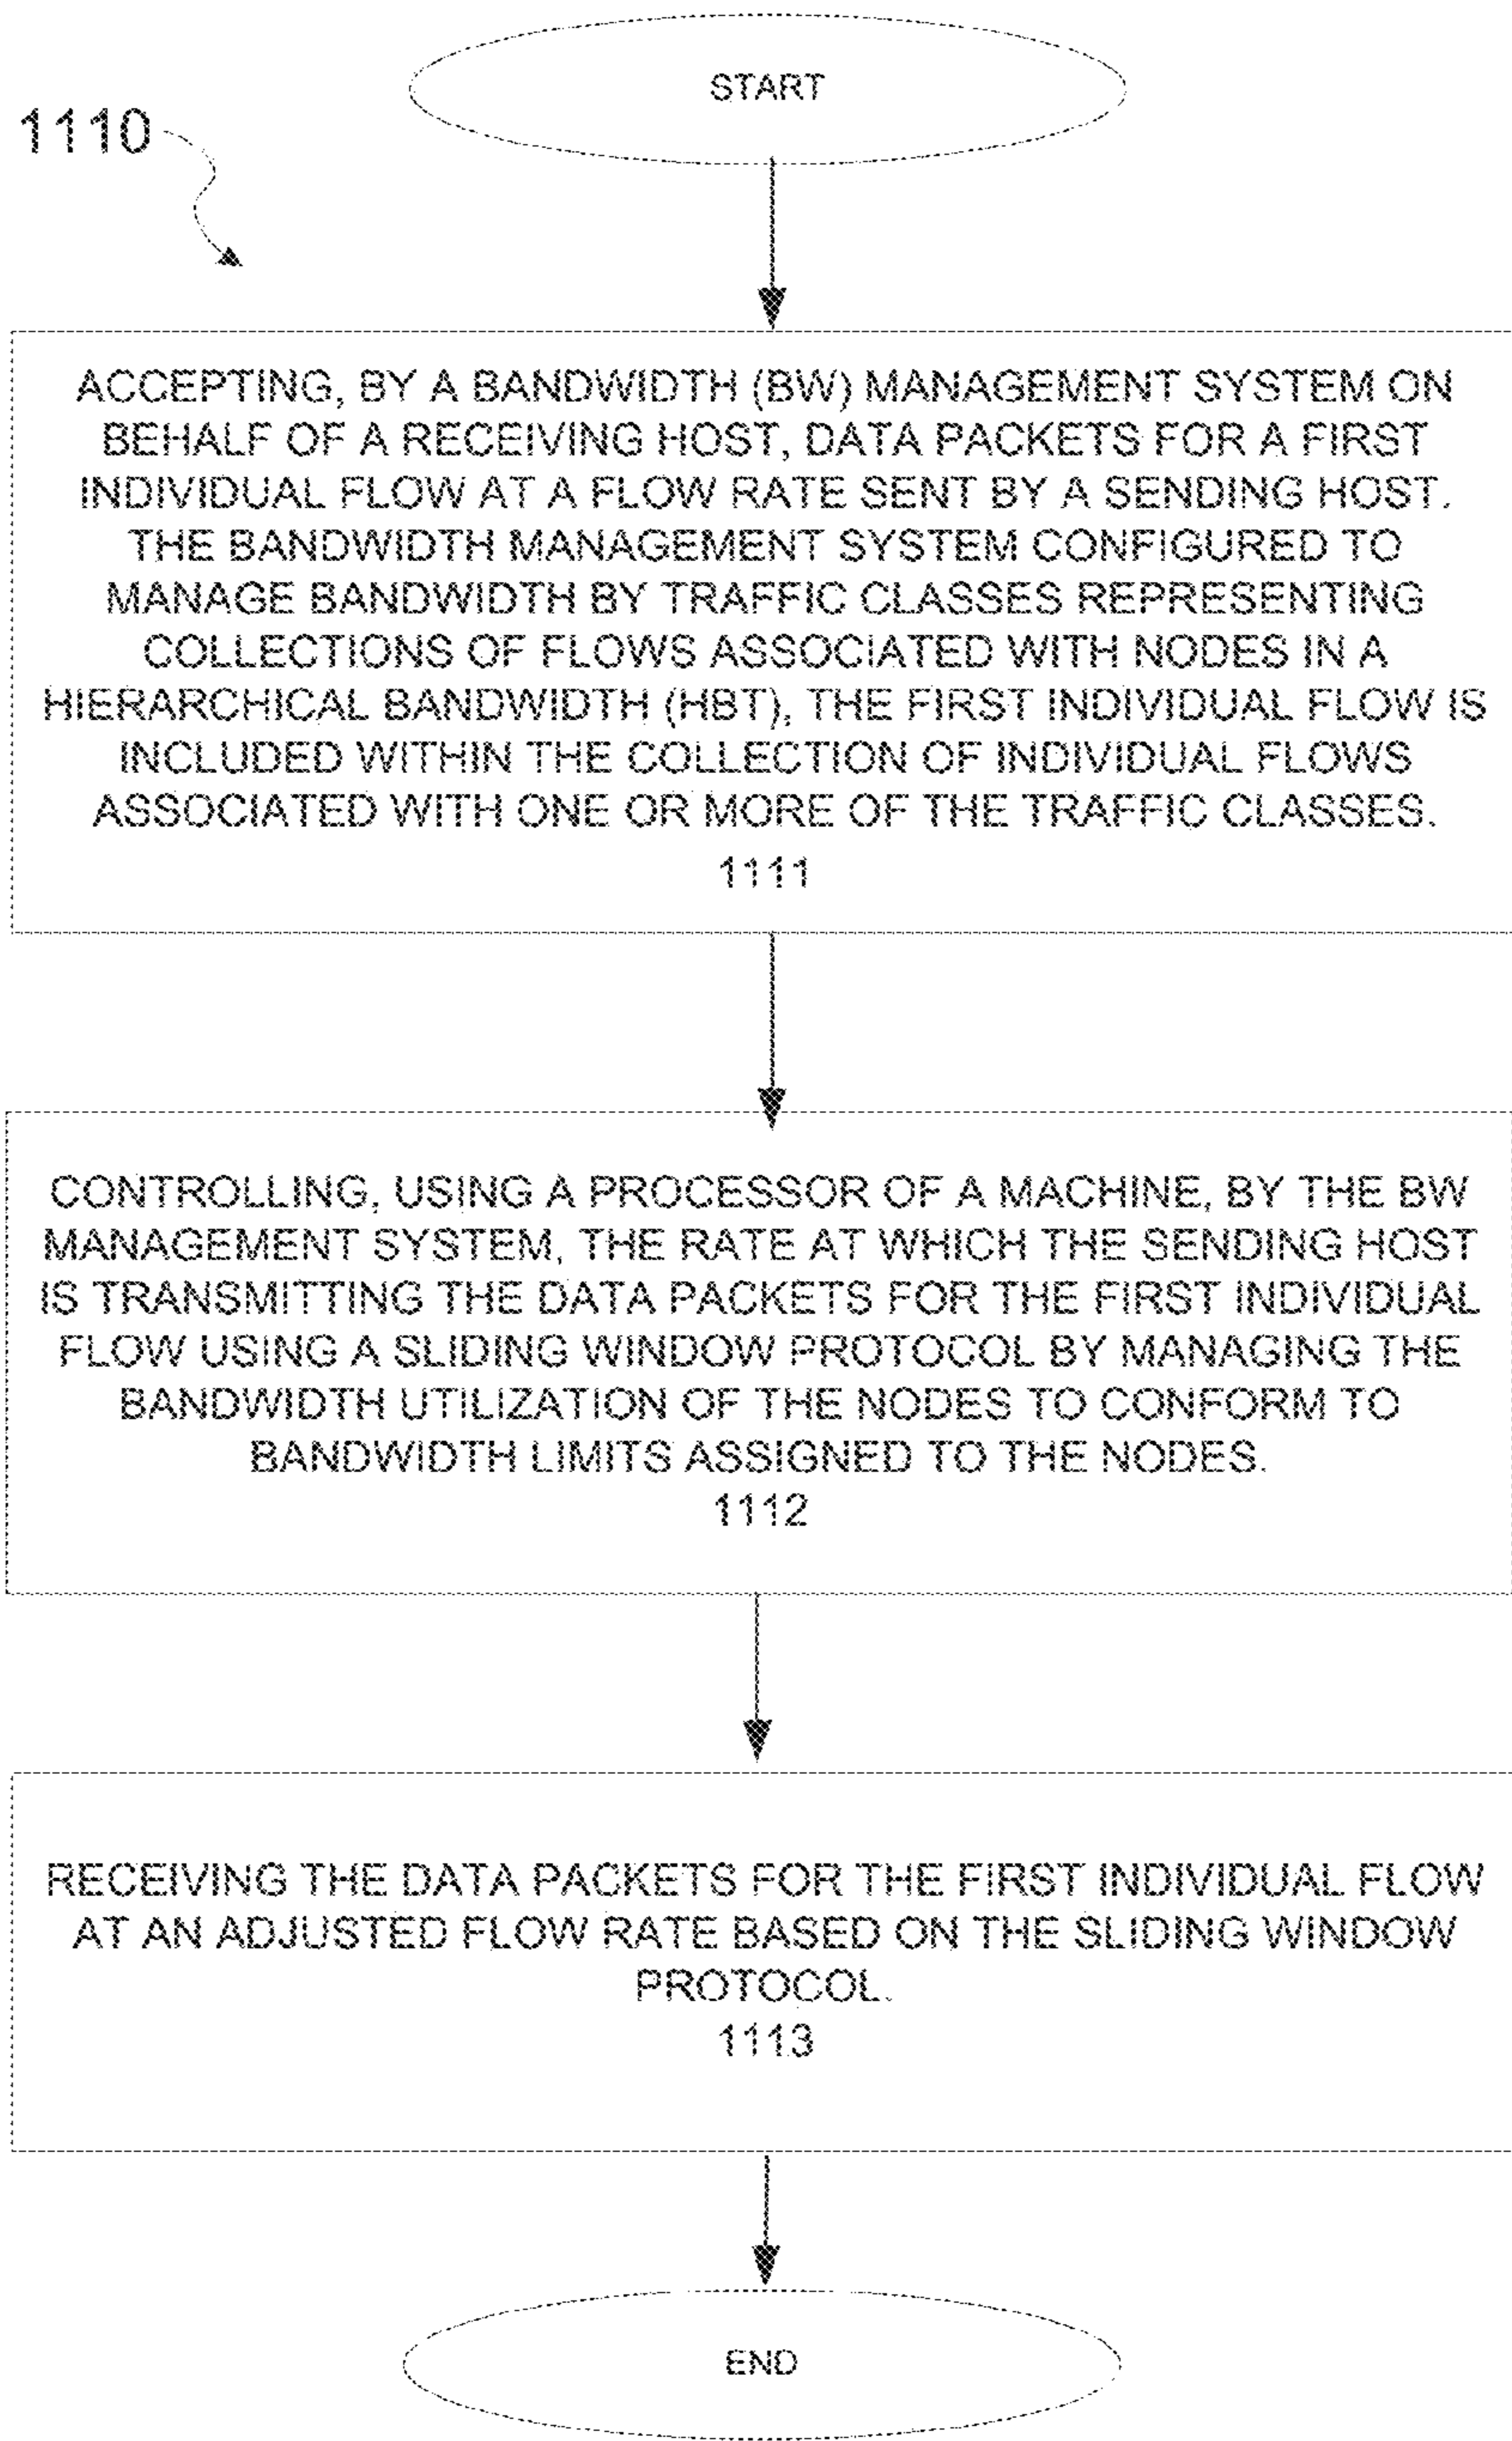 START
1110
ACCEPTING, BY A BANDWIDTH (BW) MANAGEMENT SYSTEM ON
BEHALF OF A RECEIVING HOST, DATA PACKETS FOR A FIRST
INDIVIDUAL FLOW AT A FLOW RATE SENT BY A SENDING HOST.
THE BANDWIDTH MANAGEMENT SYSTEM CONFIGURED TO
MANAGE BANDWIDTH BY TRAFFIC CLASSES REPRESENTING
COLLECTIONS OF FLOWS ASSOCIATED WITH NODES IN A
HIERARCHICAL BANDWIDTH (HBT), THE FIRST INDIVIDUAL FLOW IS
INCLUDED WITHIN THE COLLECTION OF INDIVIDUAL FLOWS
ASSOCIATED WITH ONE OR MORE OF THE TRAFFIC CLASSES.
1111
CONTROLLING, USING A PROCESSOR OF A MACHINE, BY THE BW
MANAGEMENT SYSTEM, THE RATE AT WHICH THE SENDING HOST
IS TRANSMITTING THE DATA PACKETS FOR THE FIRST INDIVIDUAL
FLOW USING A SLIDING WINDOW PROTOCOL BY MANAGING THE
BANDWIDTH UTILIZATION OF THE NODES TO CONFORM TO
BANDWIDTH LIMITS ASSIGNED TO THE NODES.
1112
RECEIVING THE DATA PACKETS FOR THE FIRST INDIVIDUAL FLOW
AT AN ADJUSTED FLOW RATE BASED ON THE SLIDING WINDOW
PROTOCOL.
1113
END